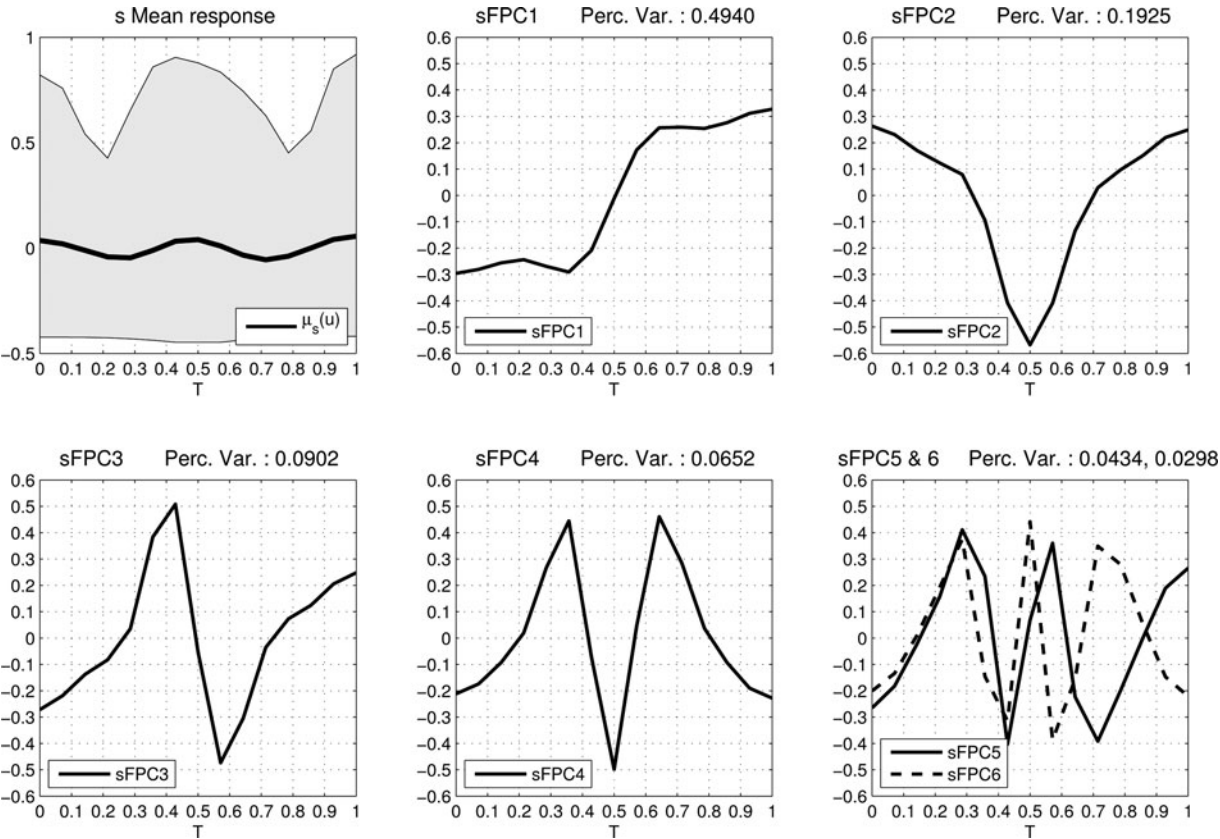 s Mean response
1
0.5
0
−0.5
μs(u)
0 0.1 0.2 0.3 0.4 0.5 0.6 0.7 0.8 0.9 1
T
sFPC1 Perc. Var. : 0.4940
0.6
0.5
0.4
0.3
0.2
0.1
0
−0.1
−0.2
−0.3
−0.4
−0.5
−0.6
sFPC1
0 0.1 0.2 0.3 0.4 0.5 0.6 0.7 0.8 0.9 1
T
sFPC2 Perc. Var. : 0.1925
0.6
0.5
0.4
0.3
0.2
0.1
0
−0.1
−0.2
−0.3
−0.4
−0.5
−0.6
sFPC2
0 0.1 0.2 0.3 0.4 0.5 0.6 0.7 0.8 0.9 1
T
sFPC3 Perc. Var. : 0.0902
0.6
0.5
0.4
0.3
0.2
0.1
0
−0.1
−0.2
−0.3
−0.4
−0.5
−0.6
sFPC3
0 0.1 0.2 0.3 0.4 0.5 0.6 0.7 0.8 0.9 1
T
sFPC4 Perc. Var. : 0.0652
0.6
0.5
0.4
0.3
0.2
0.1
0
−0.1
−0.2
−0.3
−0.4
−0.5
−0.6
sFPC4
0 0.1 0.2 0.3 0.4 0.5 0.6 0.7 0.8 0.9 1
T
sFPC5 & 6 Perc. Var. : 0.0434, 0.0298
0.6
0.5
0.4
0.3
0.2
0.1
0
−0.1
−0.2
−0.3
−0.4
−0.5
−0.6
sFPC5
sFPC6
0 0.1 0.2 0.3 0.4 0.5 0.6 0.7 0.8 0.9 1
T